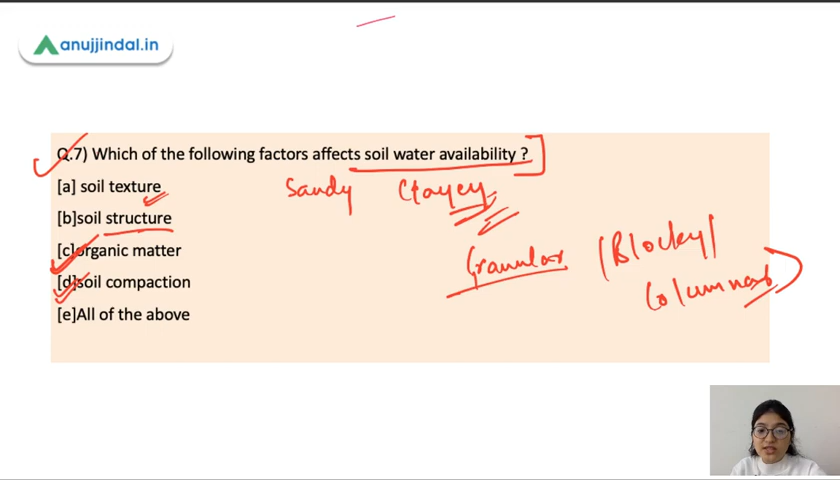 anujjindal.in
Q.7) Which of the following factors affects soil water availability ?
[a] soil texture
Sandy Clayey
[b]soil structure
[c]organic matter
Granular (Blocky/
[d]soil compaction
Columnar)
[e]All of the above